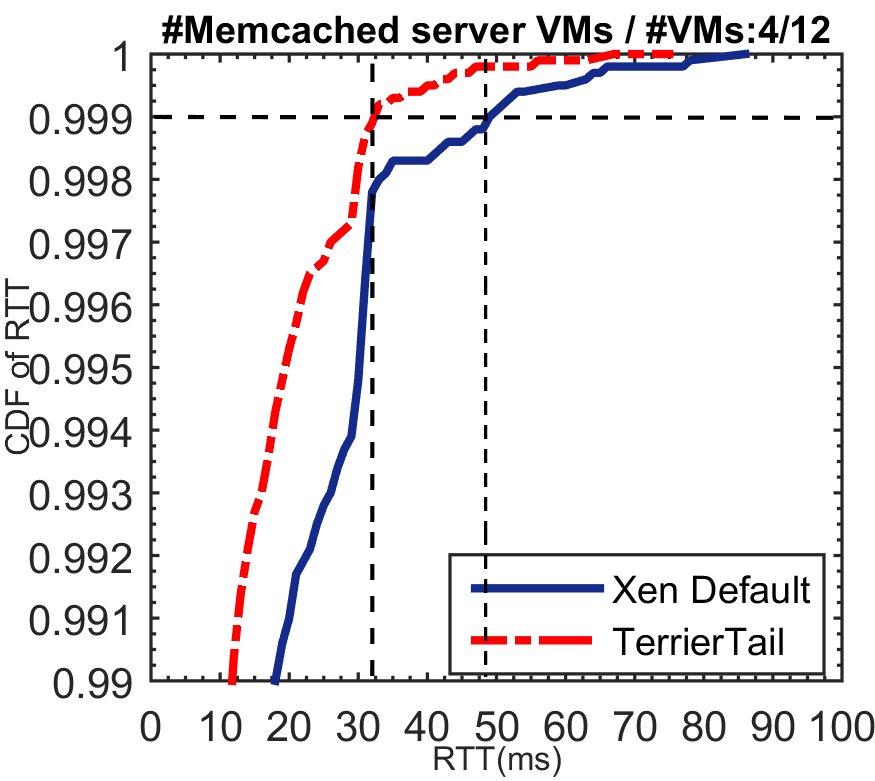 #Memcached server VMs / #VMs:4/12
CDF of RTT
1
0.999
0.998
0.997
0.996
0.995
0.994
0.993
0.992
0.991
0.99
Xen Default
TerrierTail
0 10 20 30 40 50 60 70 80 90 100
RTT(ms)